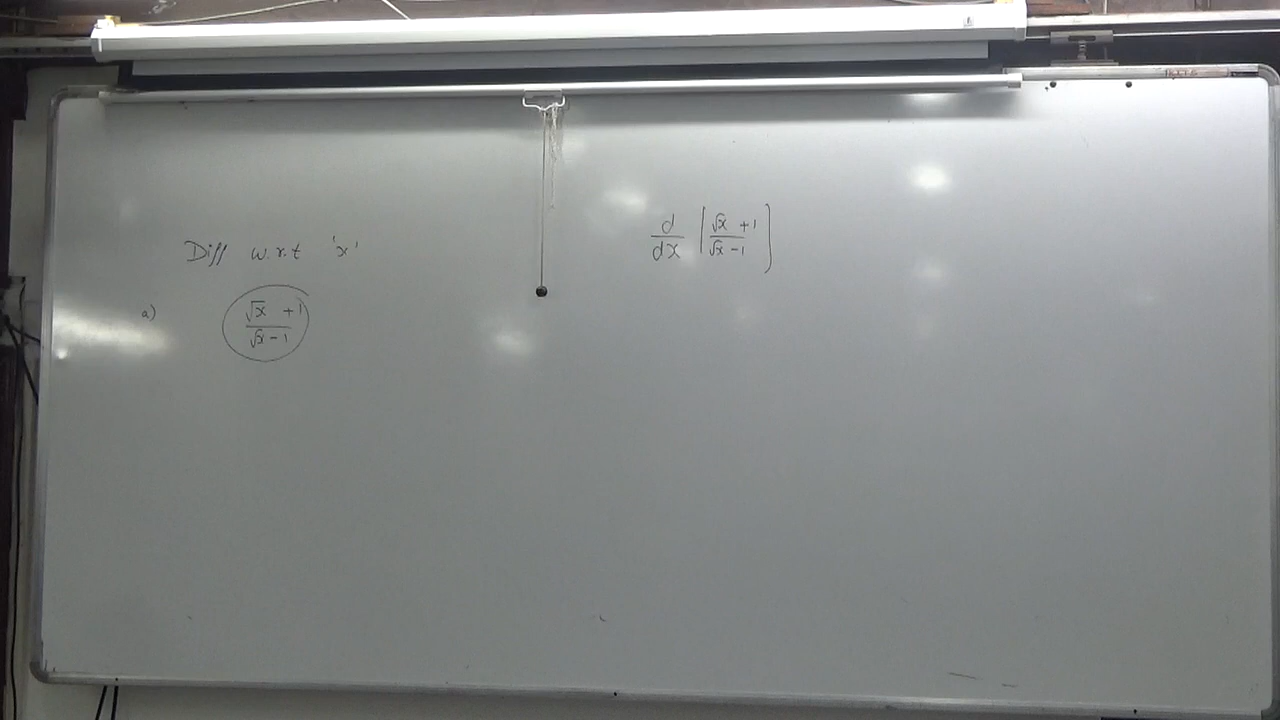 Diff w.r.t 'x'
a) √x +1
√x - 1
d/dx [ (√x +1)/(√x - 1) ]